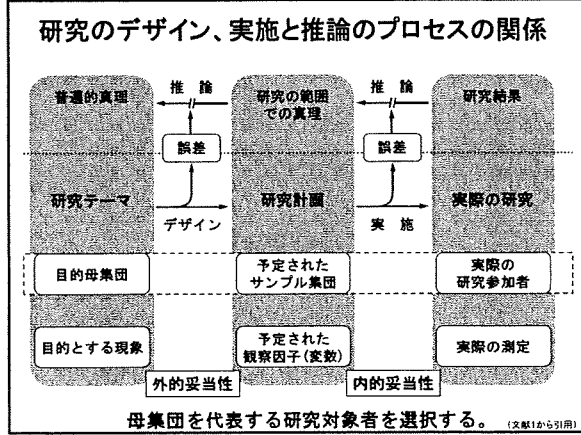 研究のデザイン、実施と推論のプロセスの関係
推 論
推 論
普遍的真理
研究の範囲
での真理
研究結果
誤差
誤差
研究テーマ
研究計画
実際の研究
デザイン
実 施
目的母集団
予定された
サンプル集団
実際の
研究参加者
目的とする現象
予定された
観察因子(変数)
実際の測定
外的妥当性
内的妥当性
母集団を代表する研究対象者を選択する。
(文献1から引用)